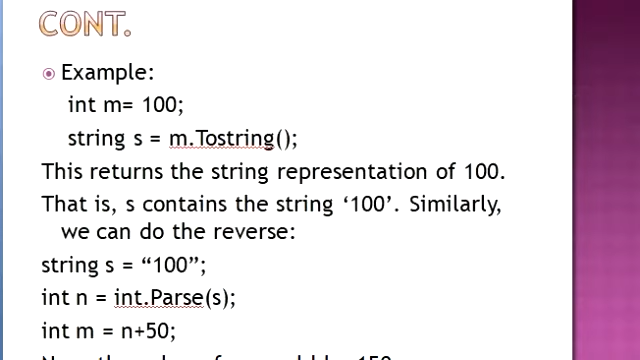 CONT.
Example:
int m= 100;
string s = m.Tostring();
This returns the string representation of 100.
That is, s contains the string ‘100’. Similarly,
we can do the reverse:
string s = “100”;
int n = int.Parse(s);
int m = n+50;